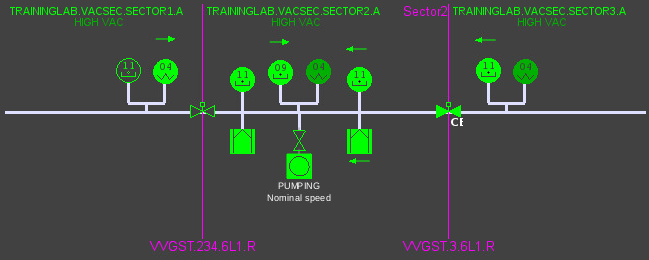 TRAININGLAB.VACSEC.SECTOR1.A
HIGH VAC
TRAININGLAB.VACSEC.SECTOR2.A
HIGH VAC
Sector2
TRAININGLAB.VACSEC.SECTOR3.A
HIGH VAC
11
04
11
09
04
11
11
04
PUMPING
Nominal speed
VVGST.234.6L1.R
VVGST.3.6L1.R